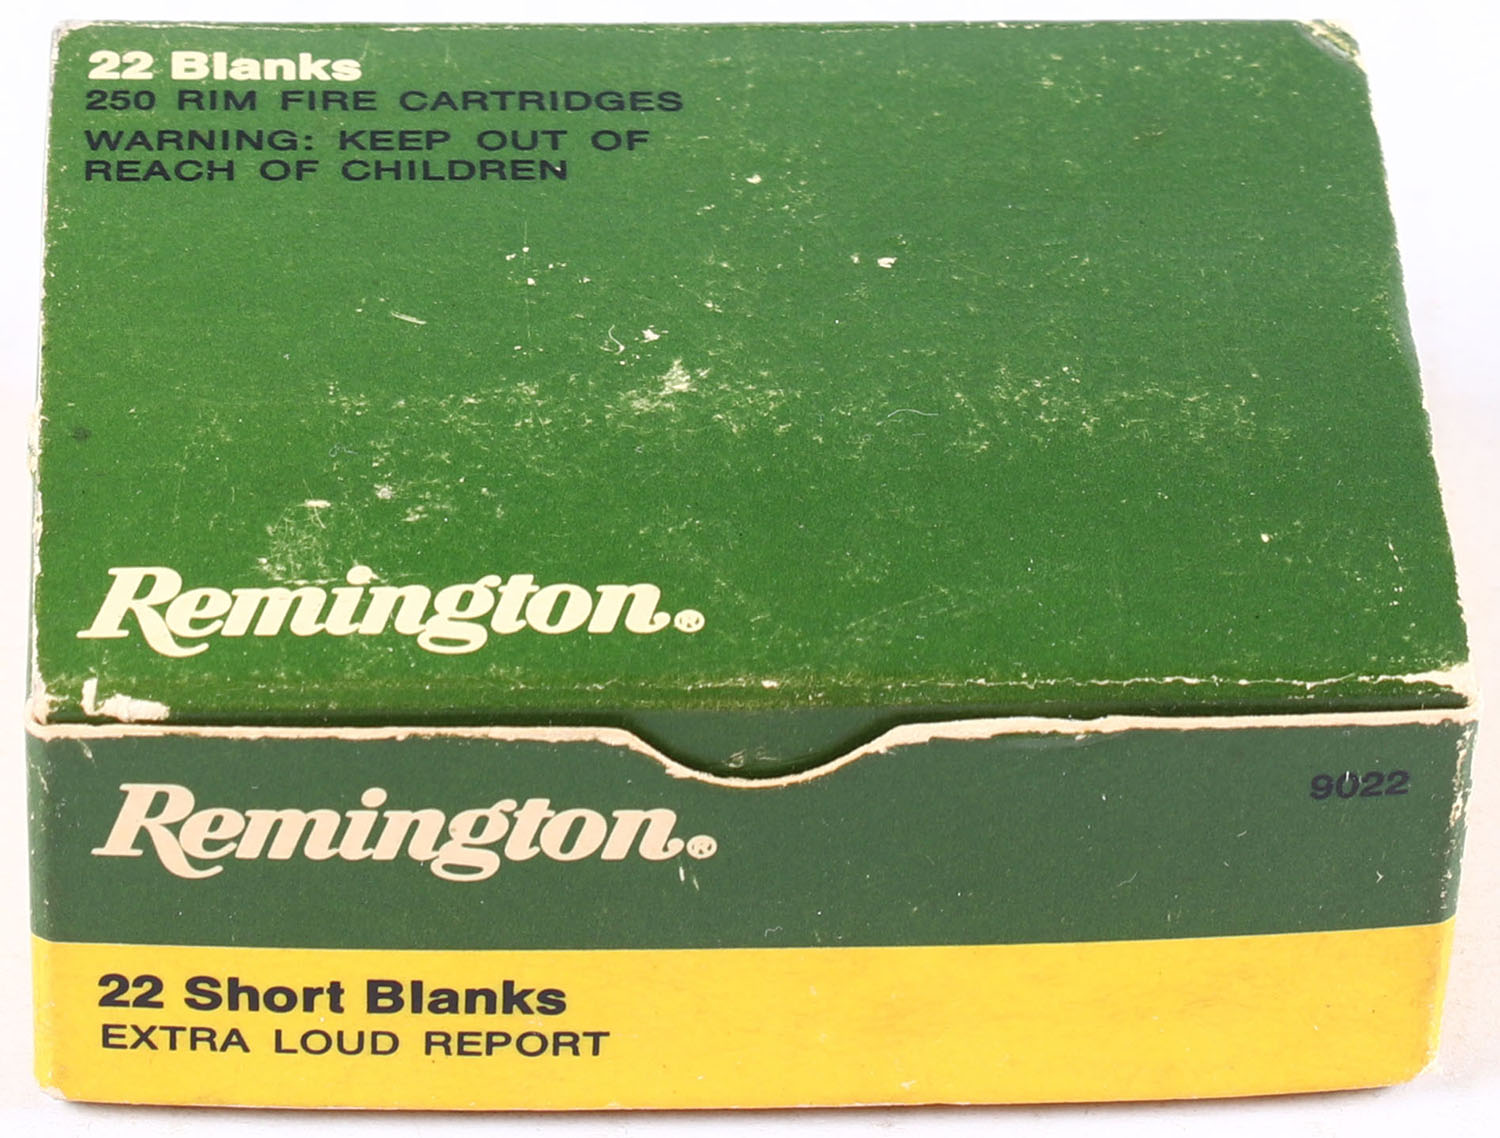 22 Blanks
250 RIM FIRE CARTRIDGES
WARNING: KEEP OUT OF
REACH OF CHILDREN
Remington®
Remington®
9022
22 Short Blanks
EXTRA LOUD REPORT